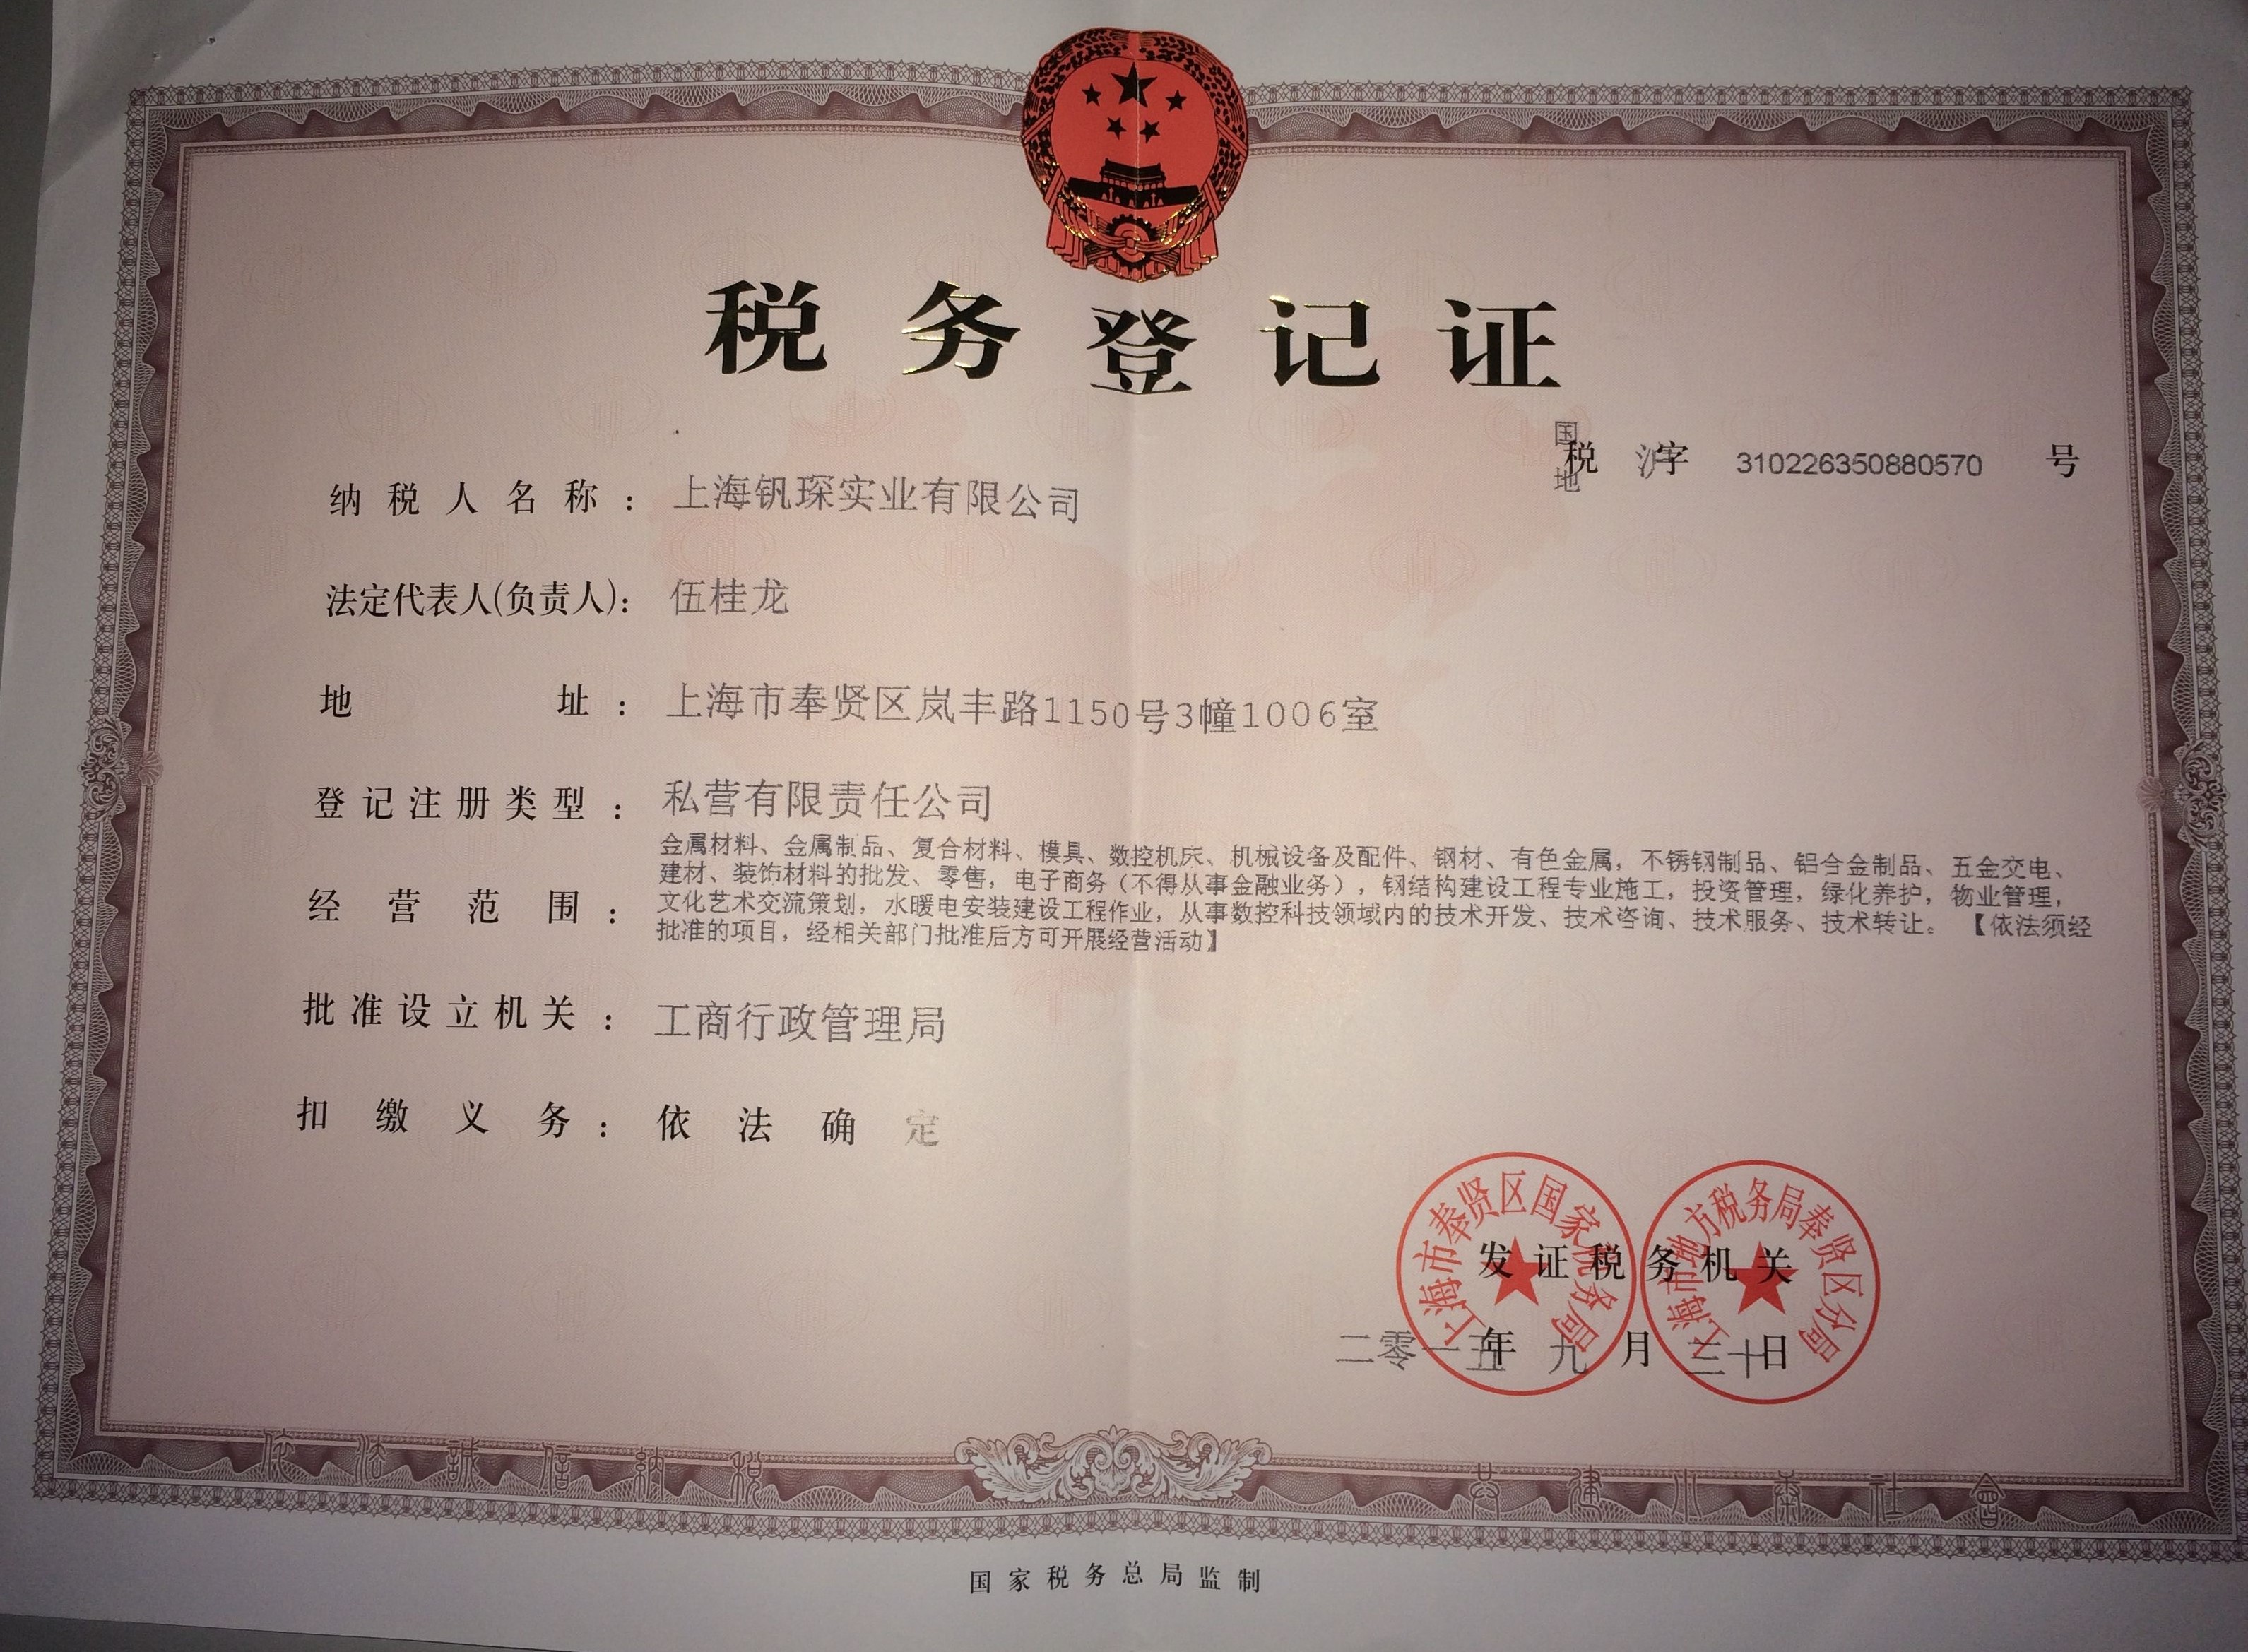 税务登记证
国
地
税 沪字 310226350880570 号
纳税人名称：上海钒琛实业有限公司
法定代表人(负责人)：伍桂龙
地址：上海市奉贤区岚丰路1150号3幢1006室
登记注册类型：私营有限责任公司
经营范围：金属材料、金属制品、复合材料、模具、数控机床、机械设备及配件、钢材、有色金属，不锈钢制品、铝合金制品、五金交电、
建材、装饰材料的批发、零售，电子商务（不得从事金融业务），钢结构建设工程专业施工，投资管理，绿化养护，物业管理，
文化艺术交流策划，水暖电安装建设工程作业，从事数控科技领域内的技术开发、技术咨询、技术服务、技术转让。【依法须经
批准的项目，经相关部门批准后方可开展经营活动】
批准设立机关：工商行政管理局
扣缴义务：依法确定
上海市奉贤区国家税务局
上海市地方税务局奉贤区分局
发证税务机关
二零一五年九月三十日
依法誠信納税
共建小康社會
国家税务总局监制